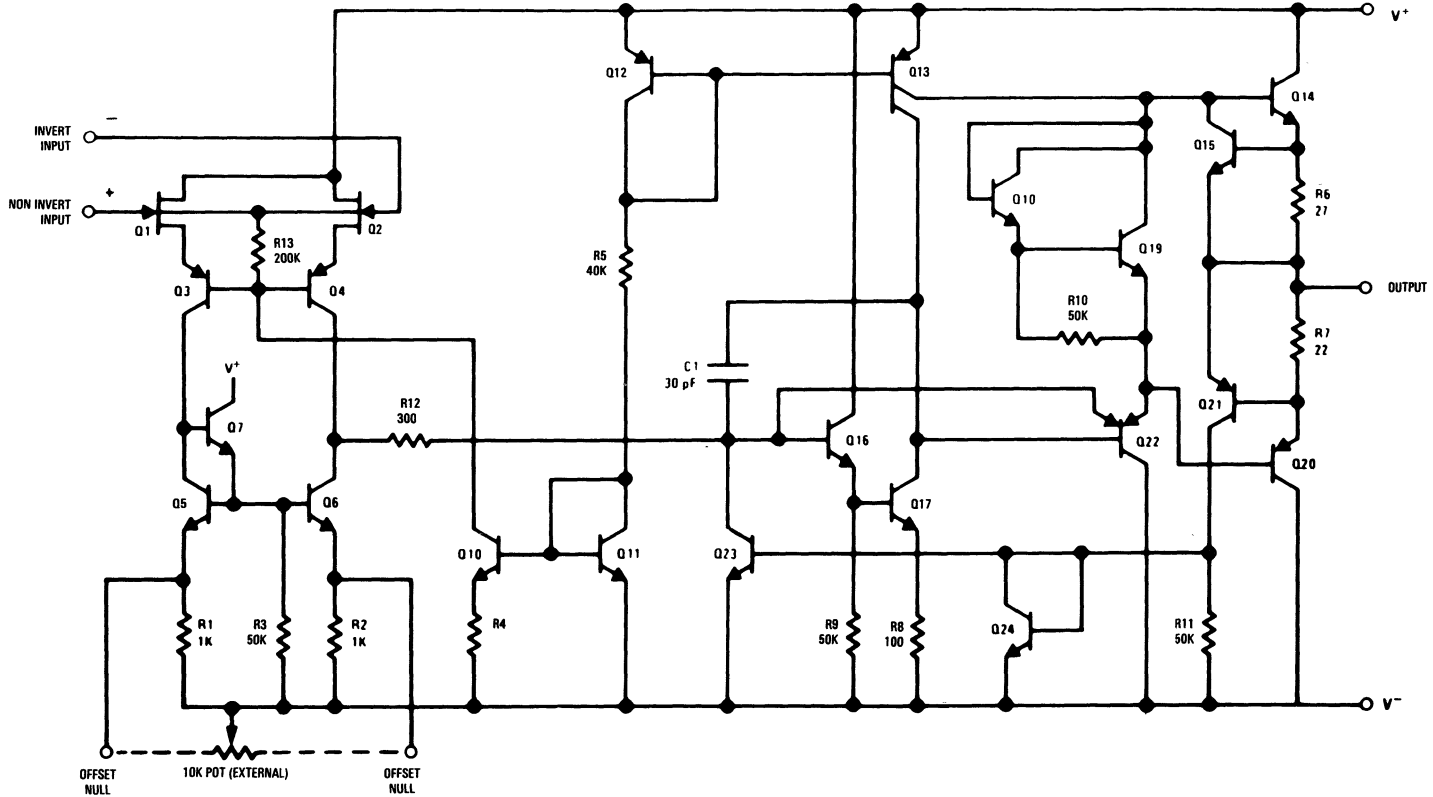 V+
Q12
Q13
Q14
−
INVERT
INPUT
Q15
+
NON INVERT
INPUT
Q1
Q2
R13
200K
Q10
R6
27
Q19
R5
40K
Q3
Q4
OUTPUT
R10
50K
R7
22
V+
C1
30 pF
R12
300
Q7
Q21
Q16
Q22
Q20
Q5
Q6
Q17
Q10
Q11
Q23
R1
1K
R3
50K
R2
1K
R4
R9
50K
R8
100
Q24
R11
50K
V−
OFFSET
NULL
10K POT (EXTERNAL)
OFFSET
NULL